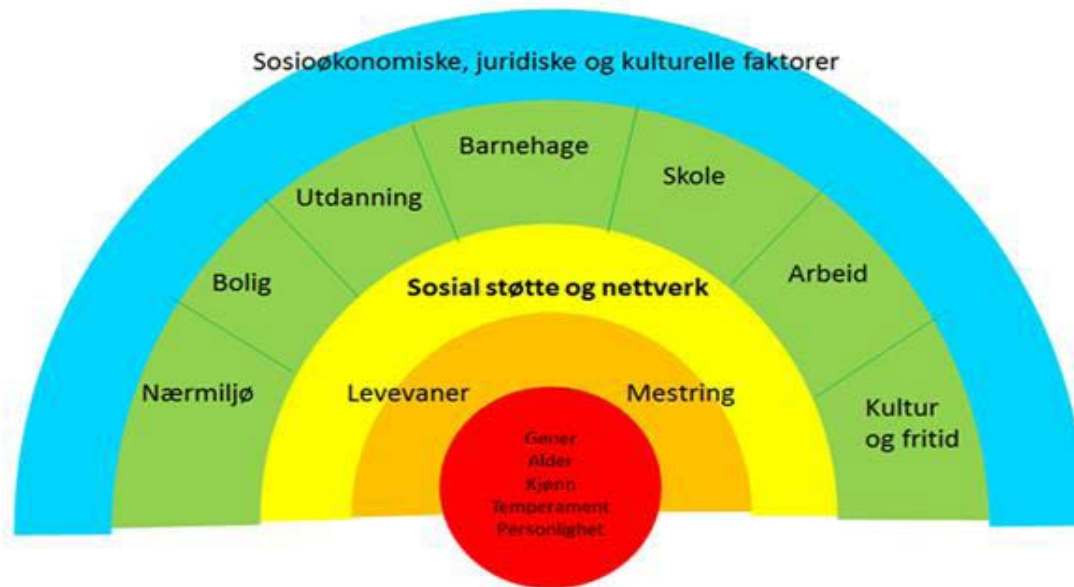 Sosioøkonomiske, juridiske og kulturelle faktorer
Barnehage
Skole
Utdanning
Arbeid
Bolig
Sosial støtte og nettverk
Nærmiljø
Levevaner
Mestring
Kultur
og fritid
Gener
Alder
Kjønn
Temperament
Personlighet